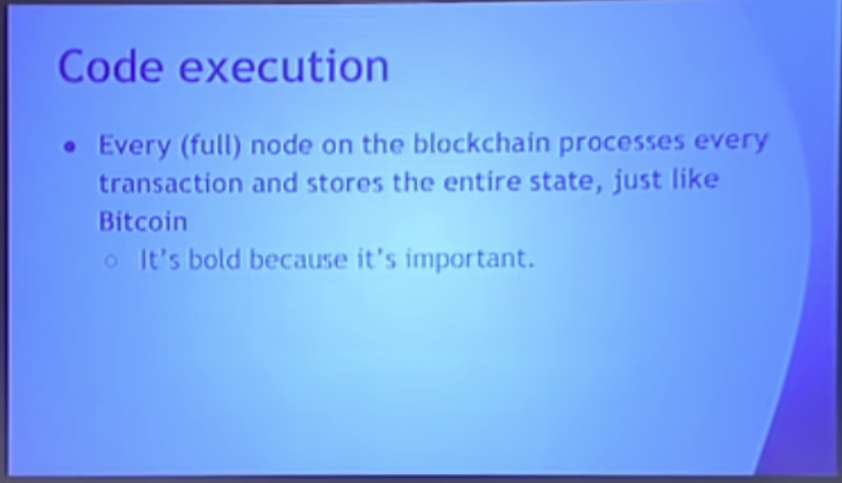 Code execution
• Every (full) node on the blockchain processes every
transaction and stores the entire state, just like
Bitcoin
○ It's bold because it's important.